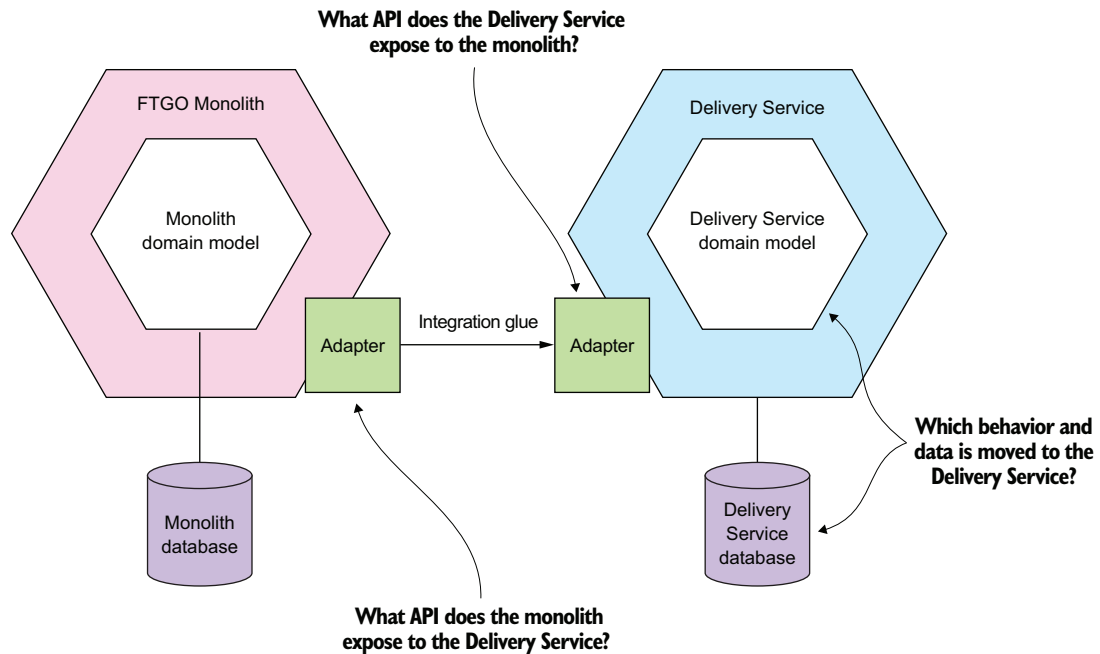 What API does the Delivery Service
expose to the monolith?
FTGO Monolith
Delivery Service
Monolith
domain model
Delivery Service
domain model
Integration glue
Adapter
Adapter
Which behavior and
data is moved to the
Delivery Service?
Monolith
database
Delivery
Service
database
What API does the monolith
expose to the Delivery Service?